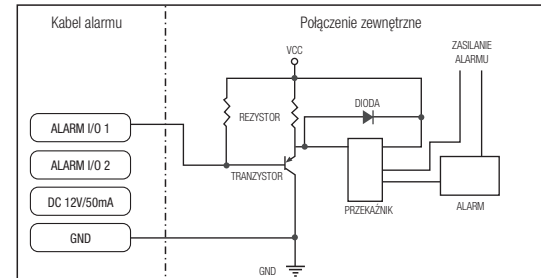 Kabel alarmu
Połączenie zewnętrzne
VCC
ZASILANIE
ALARMU
DIODA
REZYSTOR
ALARM I/O 1
ALARM I/O 2
TRANZYSTOR
DC 12V/50mA
PRZEKAŹNIK
ALARM
GND
GND